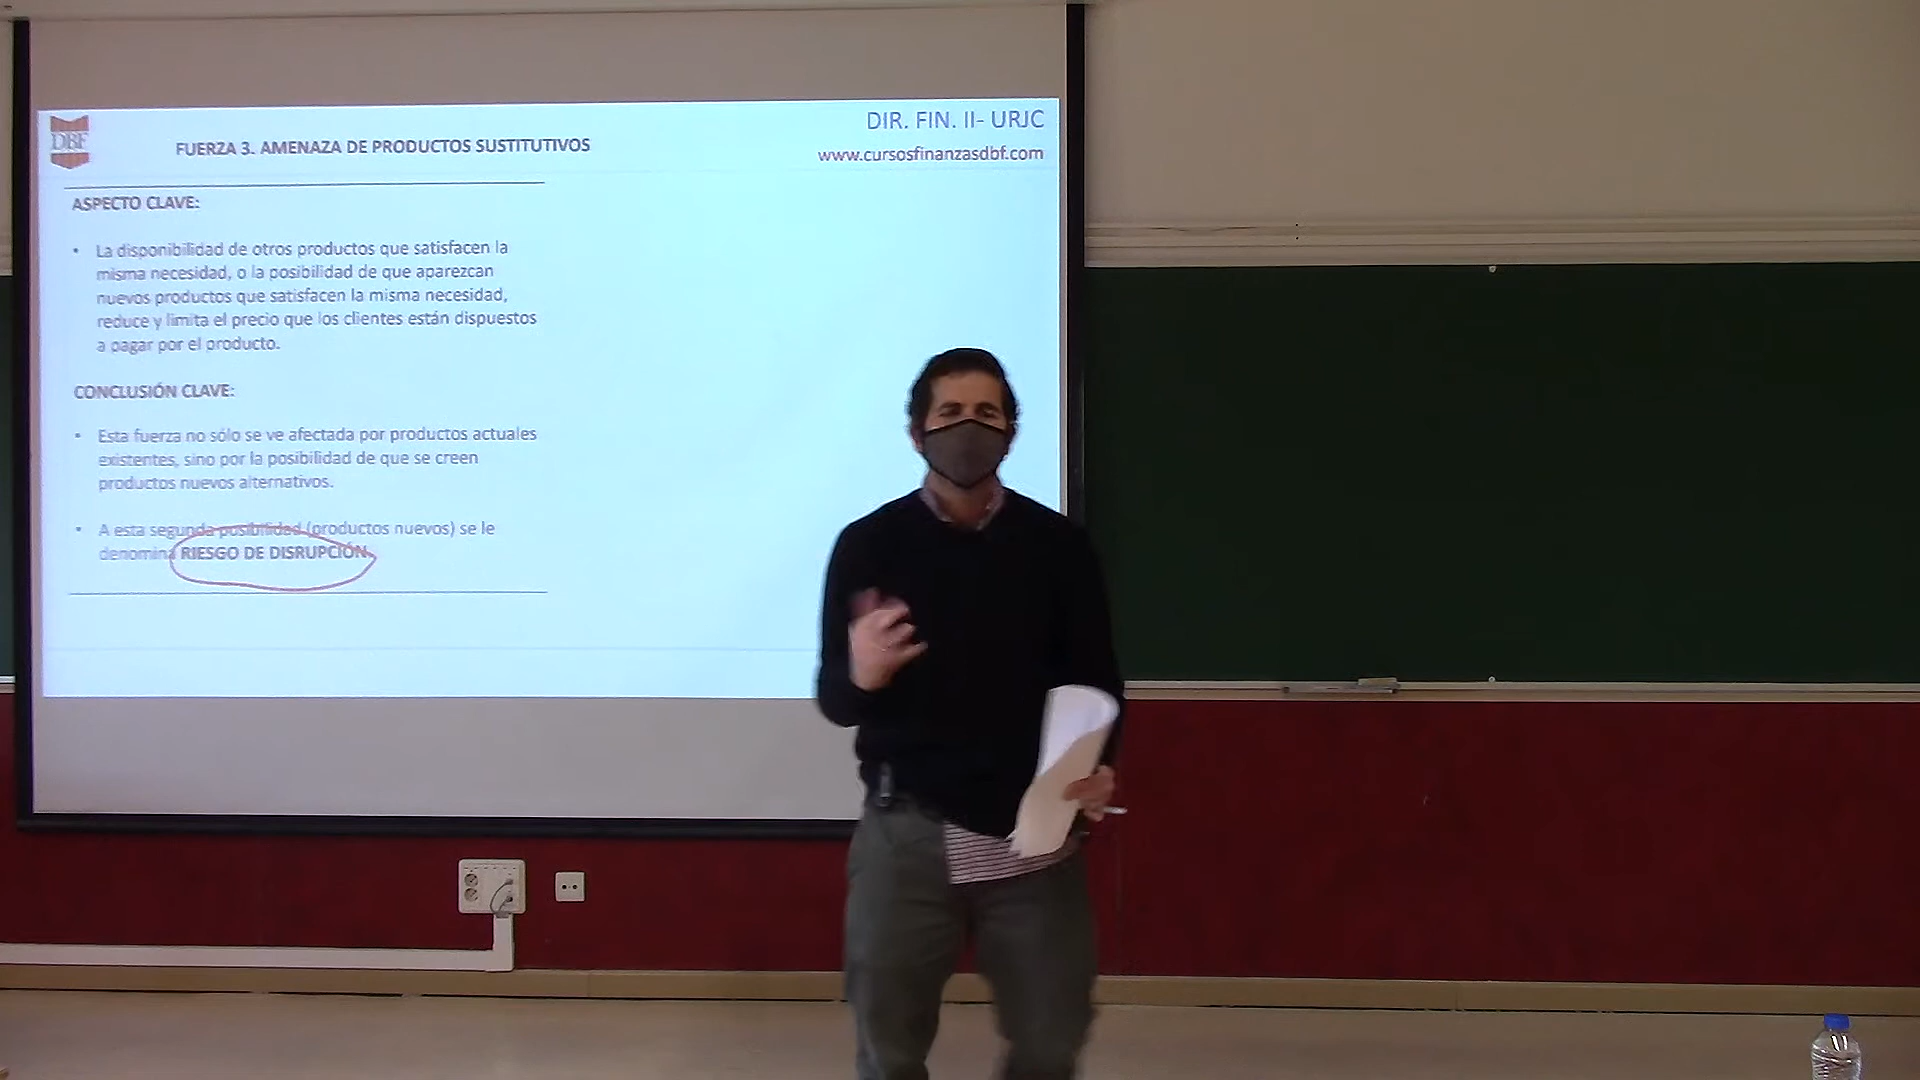 DBF
FUERZA 3. AMENAZA DE PRODUCTOS SUSTITUTIVOS
DIR. FIN. II- URJC
www.cursosfinanzasdbf.com
ASPECTO CLAVE:
• La disponibilidad de otros productos que satisfacen la
misma necesidad, o la posibilidad de que aparezcan
nuevos productos que satisfacen la misma necesidad,
reduce y limita el precio que los clientes están dispuestos
a pagar por el producto.
CONCLUSIÓN CLAVE:
• Esta fuerza no sólo se ve afectada por productos actuales
existentes, sino por la posibilidad de que se creen
productos nuevos alternativos.
• A esta segunda posibilidad (productos nuevos) se le
denomina RIESGO DE DISRUPCIÓN.